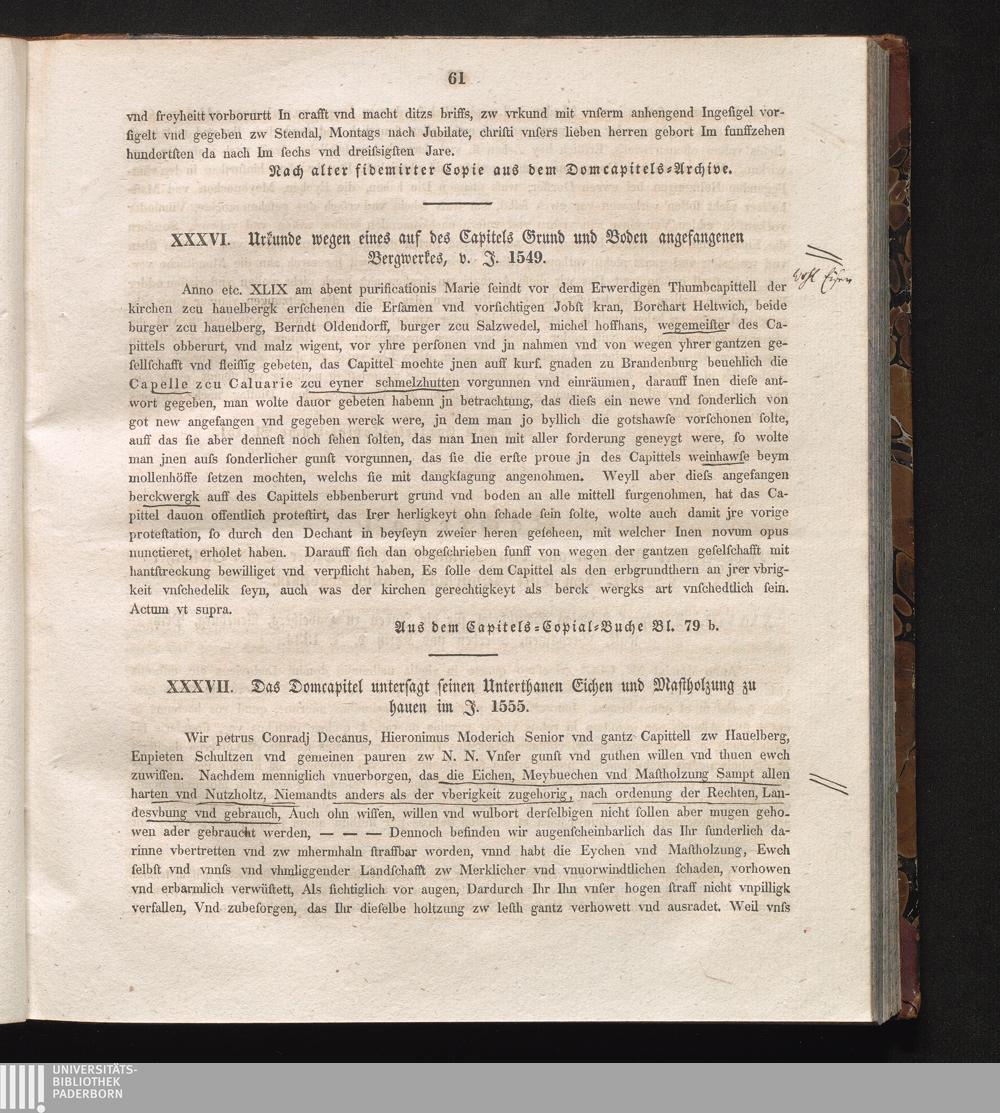 61
vnd freyheitt vorborurtt In crafft vnd macht ditzs briffs, zw vrkund mit vnſerm anhengend Ingeſigel vor-
ſigelt vnd gegeben zw Stendal, Montags nach Jubilate, chriſti vnſers lieben herren gebort Im funffzehen
hundertſten da nach Im ſechs vnd dreiſsigſten Jare.
Nach alter fidemirter Copie aus dem Domcapitels-Archive.
XXXVI. Urkunde wegen eines auf des Capitels Grund und Boden angefangenen
Bergwerkes, v. J. 1549.
Anno etc. XLIX am abent purificationis Marie ſeindt vor dem Erwerdigen Thumbcapittell der
kirchen zcu hauelbergk erſchenen die Erſamen vnd vorſichtigen Jobſt kran, Borchart Heltwich, beide
burger zcu hauelberg, Berndt Oldendorff, burger zcu Salzwedel, michel hoffhans, wegemeiſter des Ca-
pittels obberurt, vnd malz wigent, vor yhre perſonen vnd jn nahmen vnd von wegen yhrer gantzen ge-
ſellſchafft vnd fleiſſig gebeten, das Capittel mochte jnen auff kurf. gnaden zu Brandenburg beuehlich die
Capelle zcu Caluarie zcu eyner schmelzhutten vorgunnen vnd einräumen, darauff Inen dieſe ant-
wort gegeben, man wolte dauor gebeten habenn jn betrachtung, das dieſs ein newe vnd ſonderlich von
got new angefangen vnd gegeben werck were, jn dem man jo byllich die gotshawſe vorſchonen ſolte,
auff das ſie aber denneſt noch ſehen ſolten, das man Inen mit aller forderung geneygt were, ſo wolte
man jnen auſs ſonderlicher gunſt vorgunnen, das ſie die erſte proue jn des Capittels weinhawſe beym
mollenhöffe ſetzen mochten, welchs ſie mit dangkſagung angenohmen. Weyll aber dieſs angefangen
berckwergk auff des Capittels ebbenberurt grund vnd boden an alle mittell furgenohmen, hat das Ca-
pittel dauon offentlich proteſtirt, das Irer herligkeyt ohn ſchade ſein ſolte, wolte auch damit jre vorige
proteſtation, ſo durch den Dechant in beyſeyn zweier heren geſeheen, mit welcher Inen novum opus
nunctieret, erholet haben. Darauff ſich dan obgeſchrieben funff von wegen der gantzen geſelſchafft mit
hantſtreckung bewilliget vnd verpflicht haben, Es ſolle dem Capittel als den erbgrundthern an jrer vbrig-
keit vnſchedelik ſeyn, auch was der kirchen gerechtigkeyt als berck wergks art vnſchedtlich ſein.
Actum vt supra.
Aus dem Capitels-Copial-Buche Bl. 79 b.
XXXVII. Das Domcapitel untersagt seinen Unterthanen Eichen und Mastholzung zu
hauen im J. 1555.
Wir petrus Conradj Decanus, Hieronimus Moderich Senior vnd gantz Capittell zw Hauelberg,
Enpieten Schultzen vnd gemeinen pauren zw N. N. Vnſer gunſt vnd guthen willen vnd thuen ewch
zuwiſſen. Nachdem menniglich vnuerborgen, das die Eichen, Meybuechen vnd Maſtholzung Sampt allen
harten vnd Nutzholtz, Niemandts anders als der vberigkeit zugehorig, nach ordenung der Rechten, Lan-
desvbung vnd gebrauch, Auch ohn wiſſen, willen vnd wulbort derſelbigen nicht ſollen aber mugen geho-
wen ader gebraucht werden, — — — Dennoch befinden wir augenſcheinbarlich das Ihr ſunderlich da-
rinne vbertretten vnd zw mhermhaln ſtraffbar worden, vnnd habt die Eychen vnd Maſtholzung, Ewch
ſelbſt vnd vnnſs vnd vhmliggender Landſchafft zw Merklicher vnd vnuorwindtlichen ſchaden, vorhowen
vnd erbarmlich verwüſtett, Als ſichtiglich vor augen, Dardurch Ihr Ihn vnſer hogen ſtraff nicht vnpilligk
verfallen, Vnd zubeſorgen, das Ihr dieſelbe holtzung zw leſth gantz verhowett vnd ausradet. Weil vnſs
UNIVERSITÄTS-
BIBLIOTHEK
PADERBORN